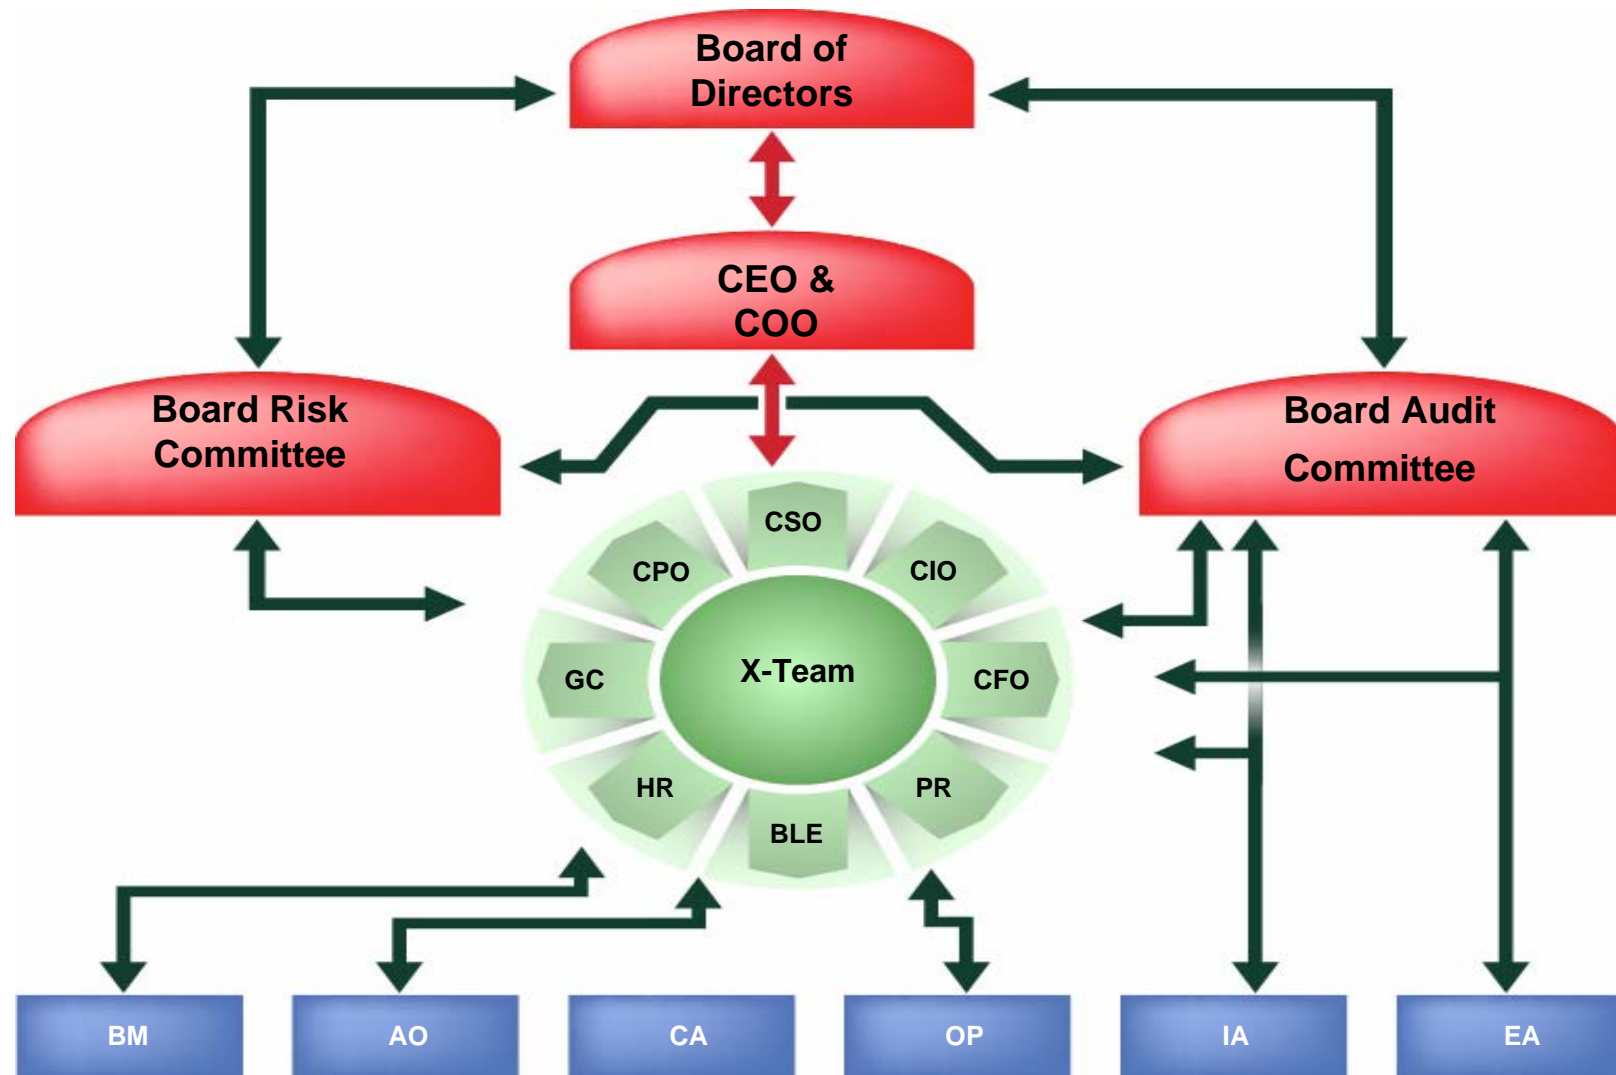 Board of
Directors
CEO &
COO
Board Risk
Committee
Board Audit
Committee
CSO
CPO
CIO
GC
X-Team
CFO
HR
PR
BLE
BM
AO
CA
OP
IA
EA